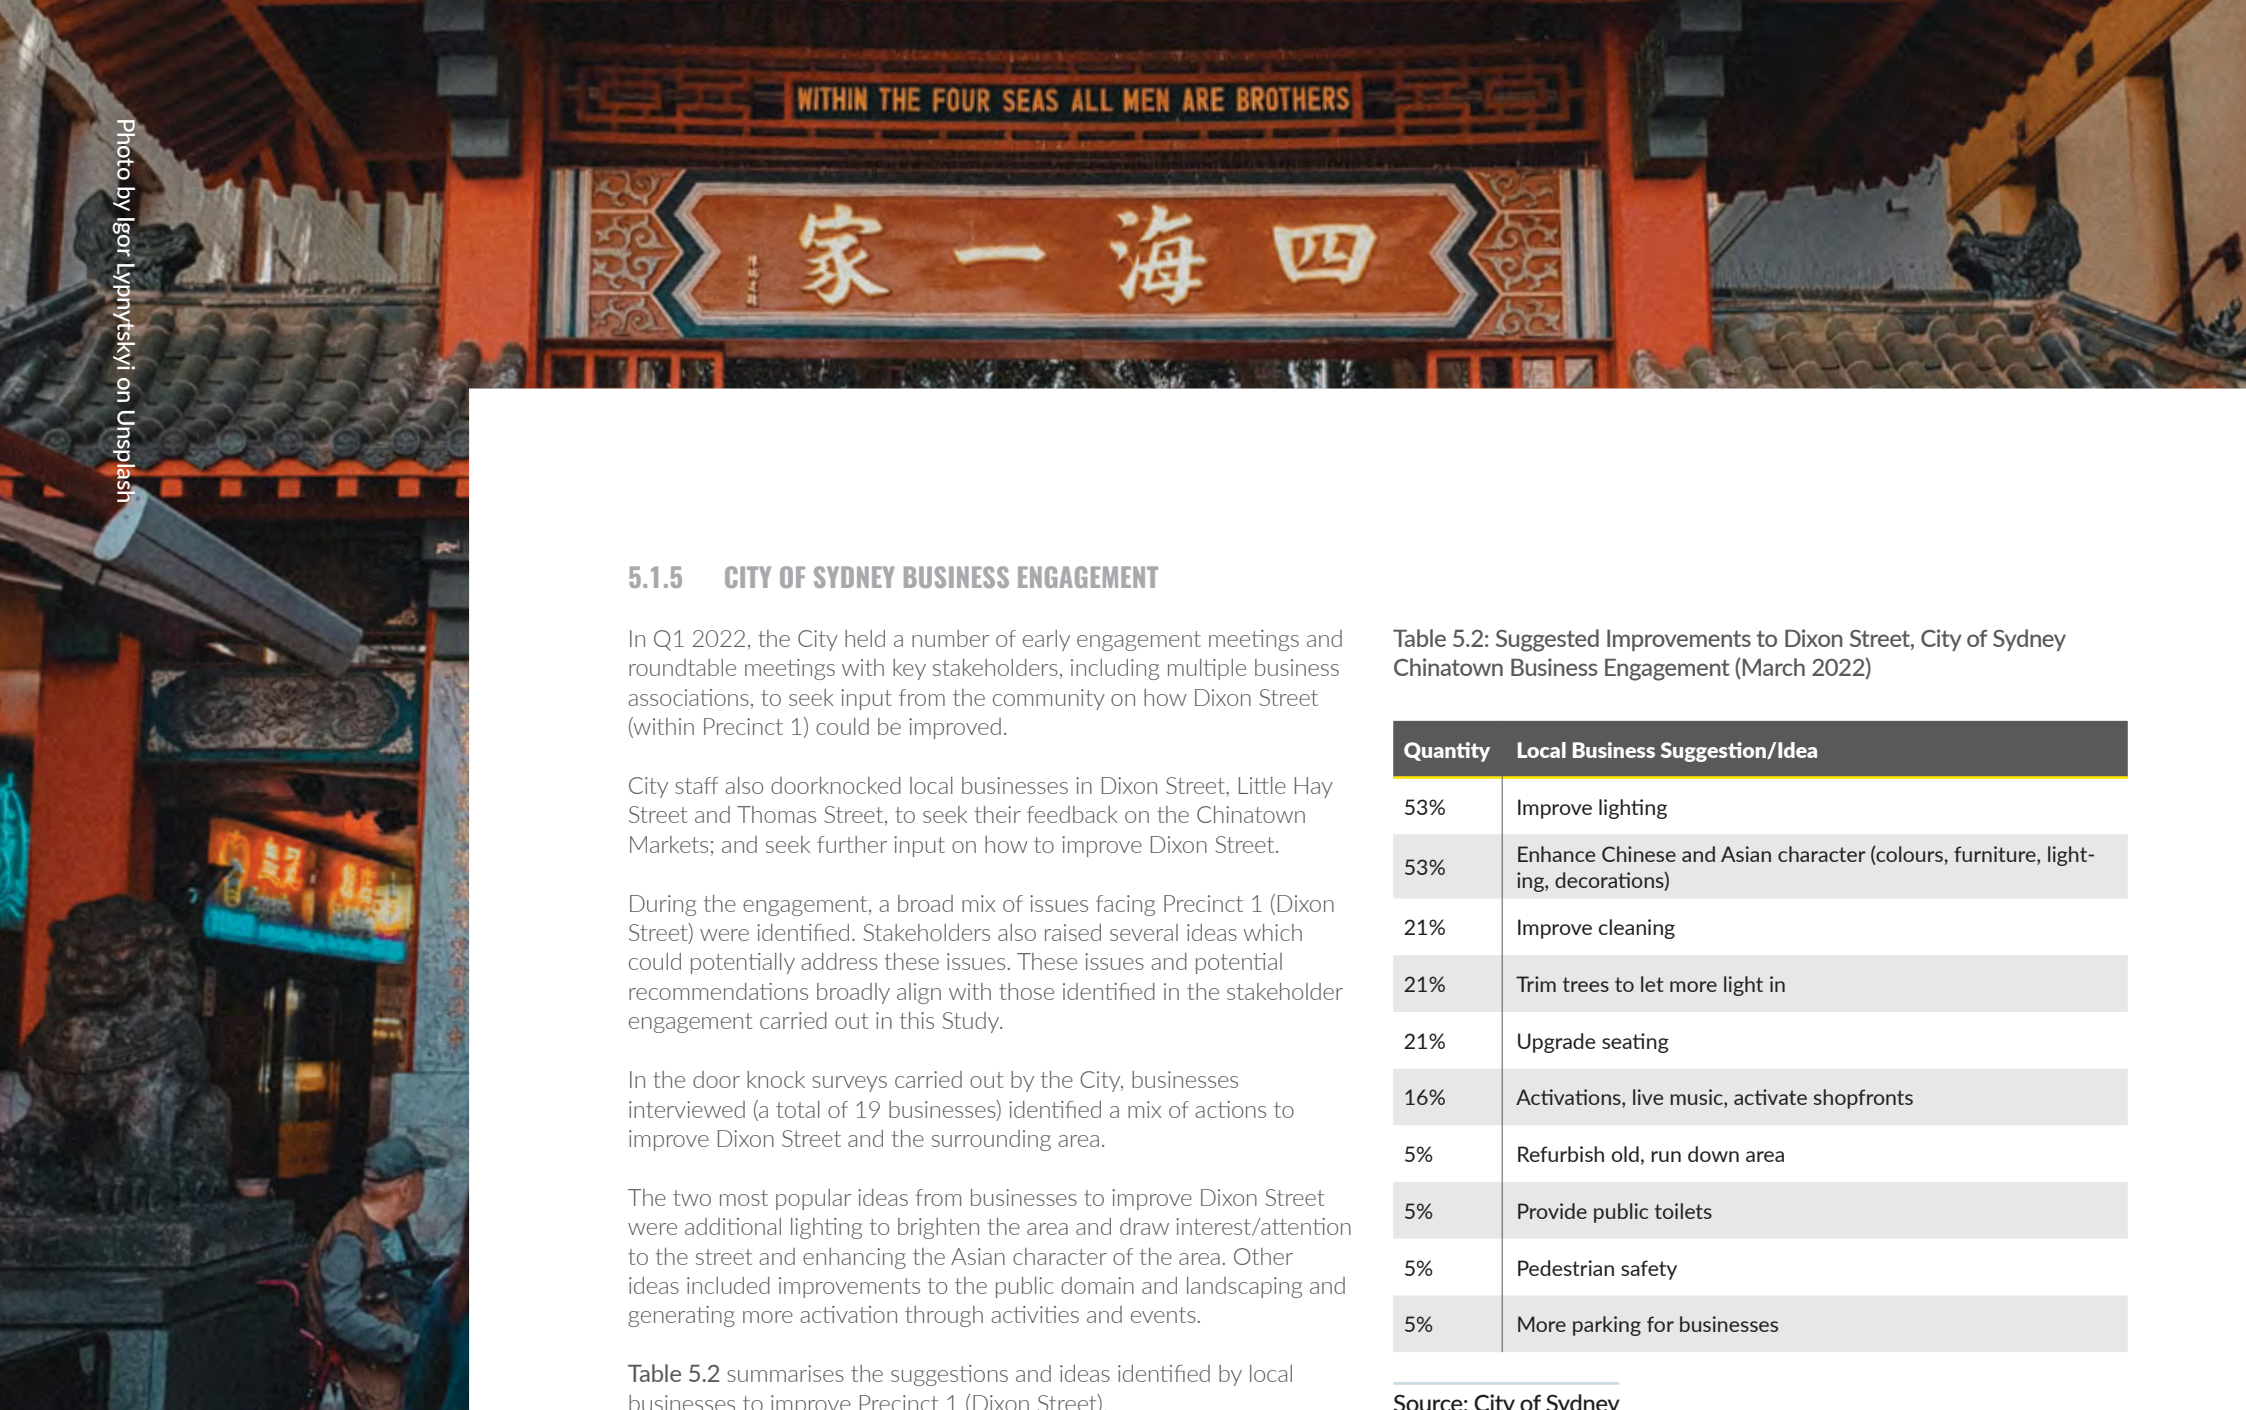 WITHIN THE FOUR SEAS ALL MEN ARE BROTHERS
家一海四
Photo by Igor Lypnytskyi on Unsplash
5.1.5 CITY OF SYDNEY BUSINESS ENGAGEMENT
In Q1 2022, the City held a number of early engagement meetings and
roundtable meetings with key stakeholders, including multiple business
associations, to seek input from the community on how Dixon Street
(within Precinct 1) could be improved.
City staff also doorknocked local businesses in Dixon Street, Little Hay
Street and Thomas Street, to seek their feedback on the Chinatown
Markets; and seek further input on how to improve Dixon Street.
During the engagement, a broad mix of issues facing Precinct 1 (Dixon
Street) were identified. Stakeholders also raised several ideas which
could potentially address these issues. These issues and potential
recommendations broadly align with those identified in the stakeholder
engagement carried out in this Study.
In the door knock surveys carried out by the City, businesses
interviewed (a total of 19 businesses) identified a mix of actions to
improve Dixon Street and the surrounding area.
The two most popular ideas from businesses to improve Dixon Street
were additional lighting to brighten the area and draw interest/attention
to the street and enhancing the Asian character of the area. Other
ideas included improvements to the public domain and landscaping and
generating more activation through activities and events.
Table 5.2 summarises the suggestions and ideas identified by local
businesses to improve Precinct 1 (Dixon Street).
Table 5.2: Suggested Improvements to Dixon Street, City of Sydney
Chinatown Business Engagement (March 2022)
Quantity Local Business Suggestion/Idea
53% Improve lighting
53% Enhance Chinese and Asian character (colours, furniture, light-
ing, decorations)
21% Improve cleaning
21% Trim trees to let more light in
21% Upgrade seating
16% Activations, live music, activate shopfronts
5% Refurbish old, run down area
5% Provide public toilets
5% Pedestrian safety
5% More parking for businesses
Source: City of Sydney